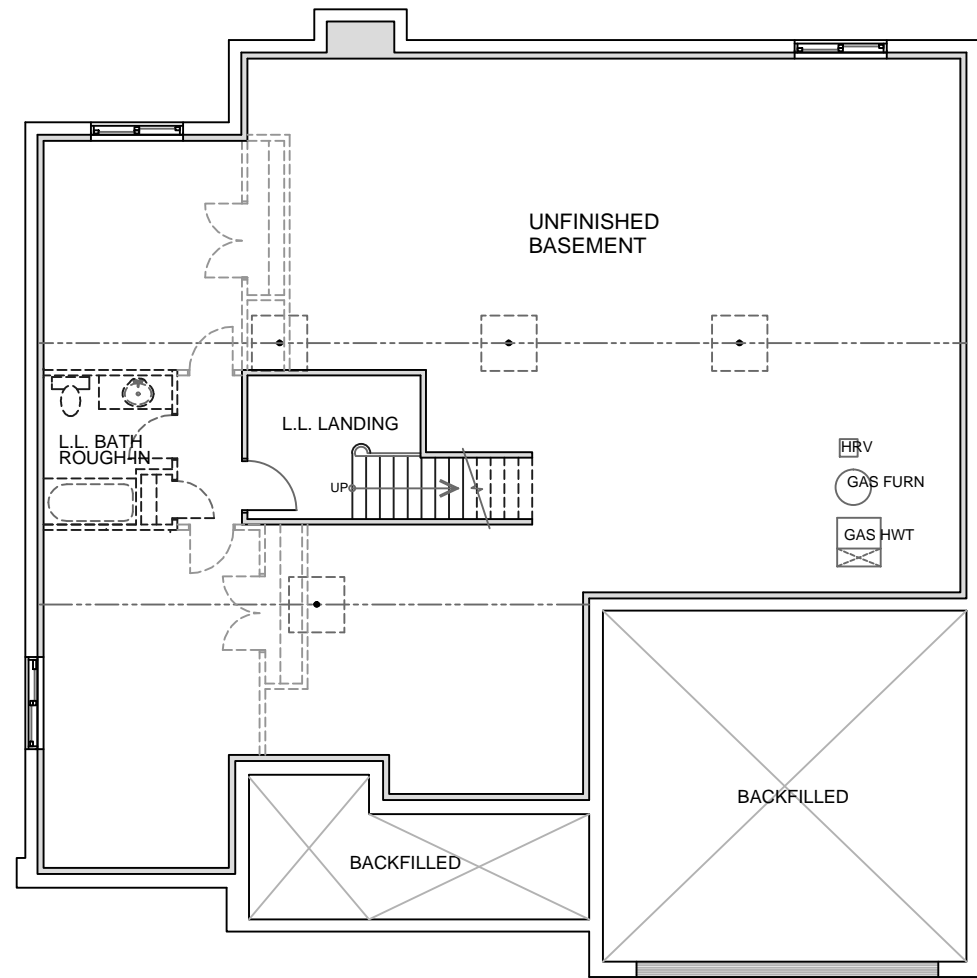 UNFINISHED
BASEMENT
L.L. LANDING
L.L. BATH
ROUGH-IN
HRV
UP
GAS FURN
GAS HWT
BACKFILLED
BACKFILLED